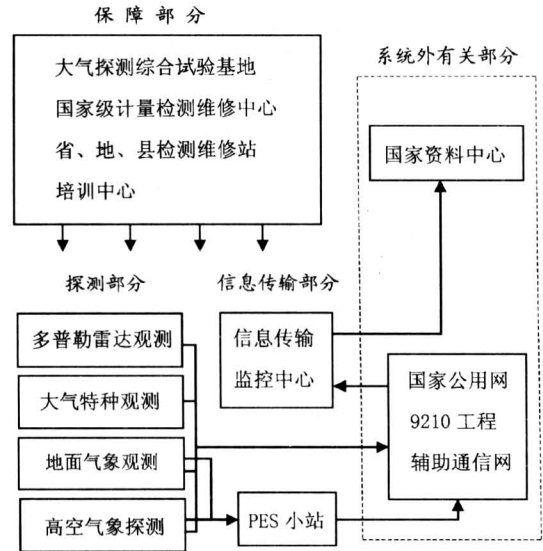 保障部分
大气探测综合试验基地
国家级计量检测维修中心
省、地、县检测维修站
培训中心
系统外有关部分
国家资料中心
探测部分
信息传输部分
多普勒雷达观测
大气特种观测
地面气象观测
高空气象探测
信息传输
监控中心
国家公用网
9210 工程
辅助通信网
PES 小站